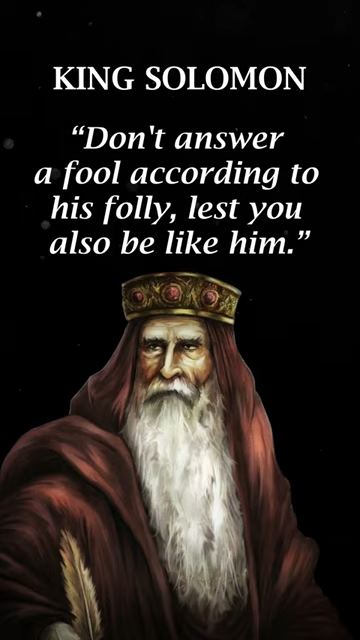 KING SOLOMON
“Don't answer
a fool according to
his folly, lest you
also be like him.”